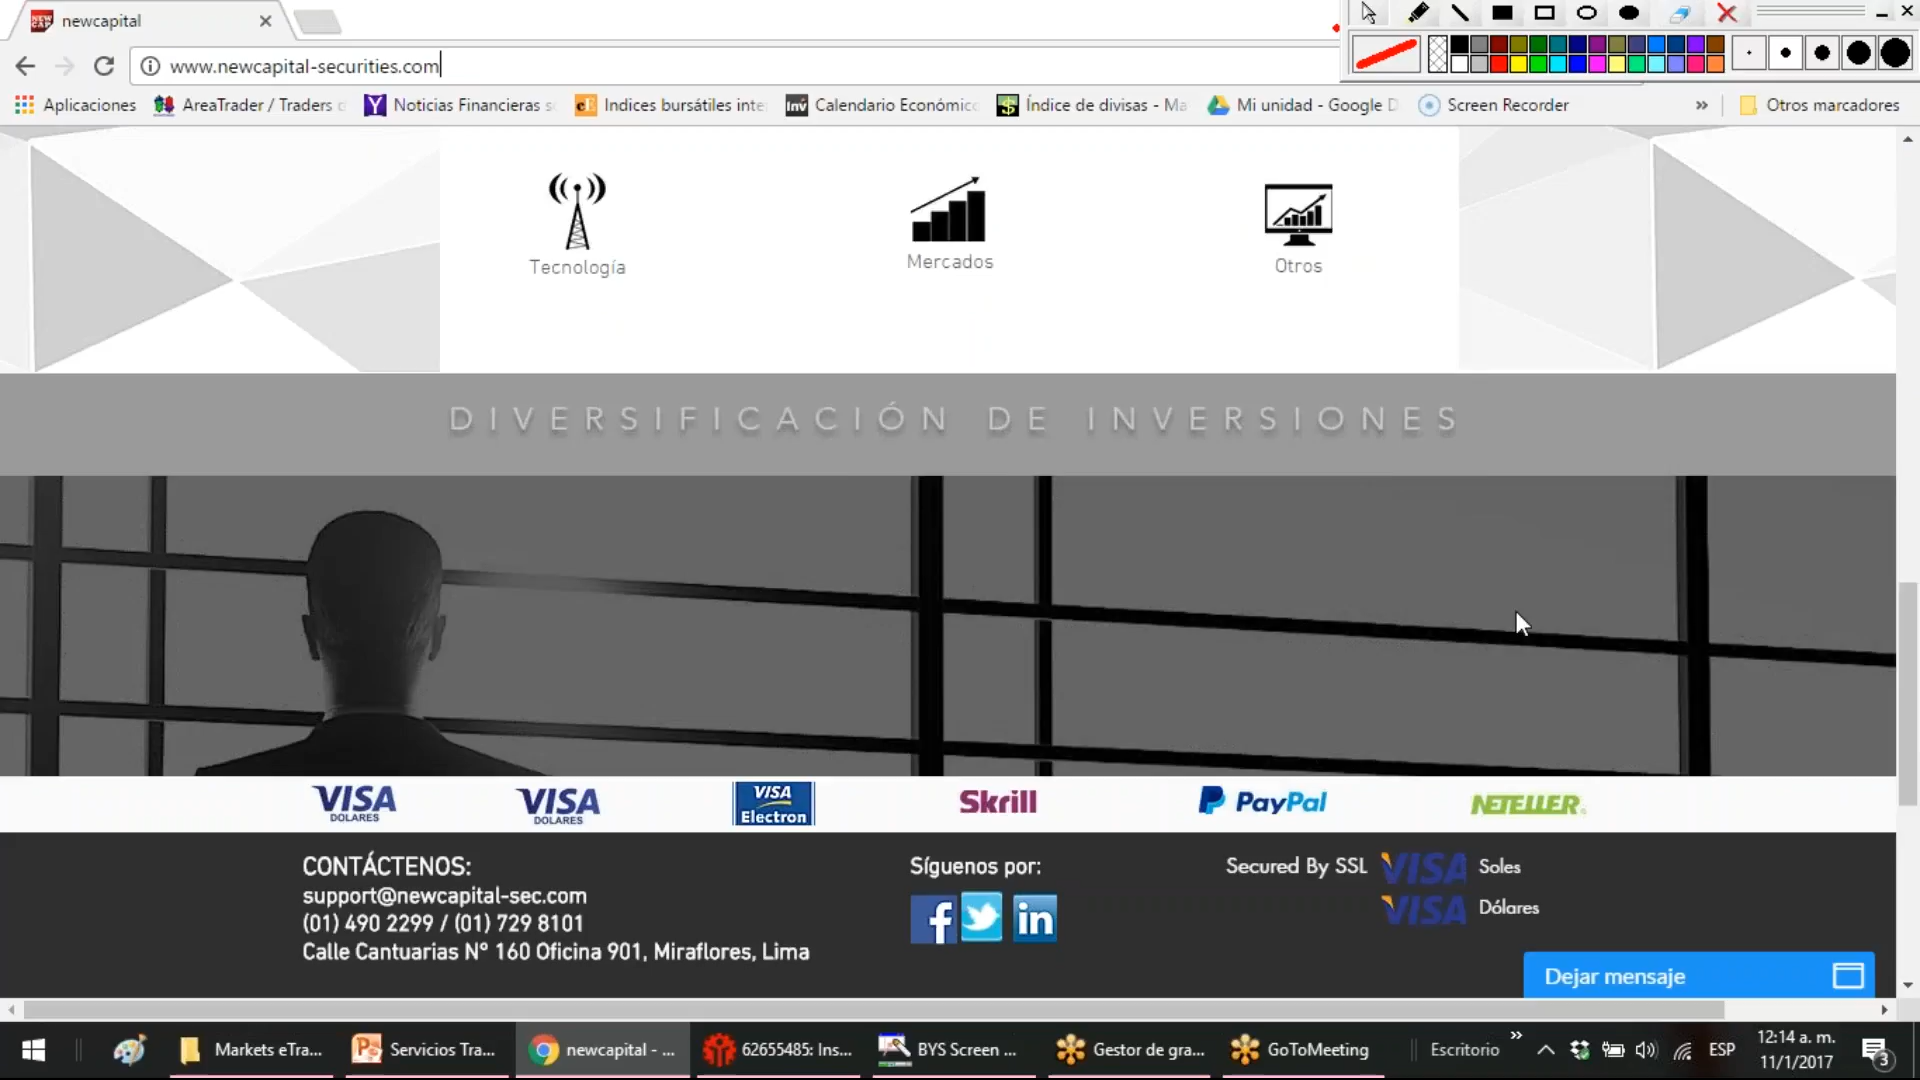 newcapital
www.newcapital-securities.com
Aplicaciones AreaTrader / Traders Noticias Financieras Indices bursátiles inte Calendario Económic Índice de divisas - Ma Mi unidad - Google D Screen Recorder » Otros marcadores
Tecnología Mercados Otros
DIVERSIFICACIÓN DE INVERSIONES
VISA DOLARES VISA DOLARES VISA Electron Skrill PayPal NETELLER
CONTÁCTENOS:
support@newcapital-sec.com
(01) 490 2299 / (01) 729 8101
Calle Cantuarias N° 160 Oficina 901, Miraflores, Lima
Síguenos por:
Secured By SSL VISA Soles
VISA Dólares
Dejar mensaje
Markets eTra... Servicios Tra... newcapital - ... 62655485: Ins... BYS Screen ... Gestor de gra... GoToMeeting Escritorio » ESP 12:14 a. m.
11/1/2017 3